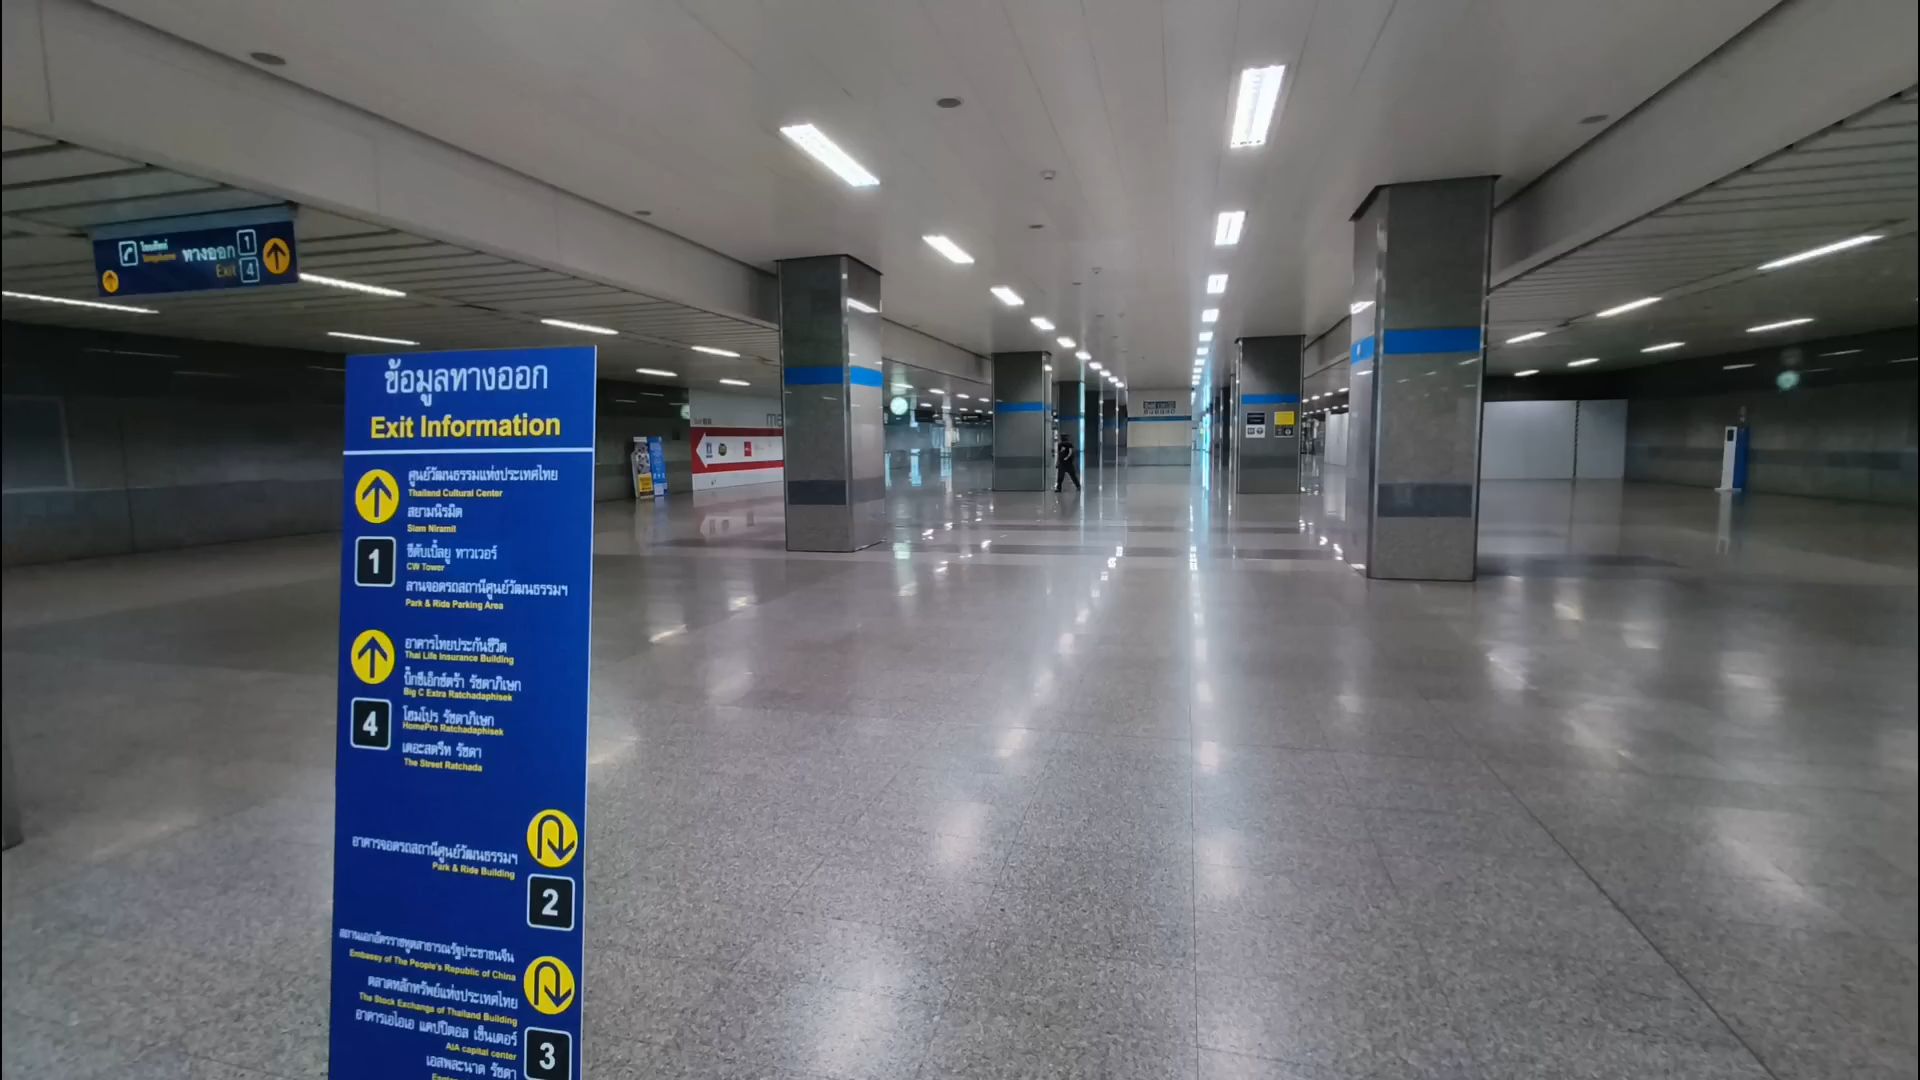 โทรศัพท์
Telephone
ทางออก
Exit
1
4
ข้อมูลทางออก
Exit Information
ศูนย์วัฒนธรรมแห่งประเทศไทย
Thailand Cultural Center
สยามนิรมิต
Siam Niramit
1
ซีดับเบิ้ลยู ทาวเวอร์
CW Tower
ลานจอดรถสถานีศูนย์วัฒนธรรมฯ
Park & Ride Parking Area
อาคารไทยประกันชีวิต
Thai Life Insurance Building
บิ๊กซีเอ็กซ์ตร้า รัชดาภิเษก
Big C Extra Ratchadaphisek
4
โฮมโปร รัชดาภิเษก
HomePro Ratchadaphisek
เดอะสตรีท รัชดา
The Street Ratchada
อาคารจอดรถสถานีศูนย์วัฒนธรรมฯ
Park & Ride Building
2
สถานเอกอัครราชทูตสาธารณรัฐประชาชนจีน
Embassy of The People's Republic of China
ตลาดหลักทรัพย์แห่งประเทศไทย
The Stock Exchange of Thailand Building
อาคารเอไอเอ แคปปิตอล เซ็นเตอร์
AIA capital center
3
เอสพละนาด รัชดา